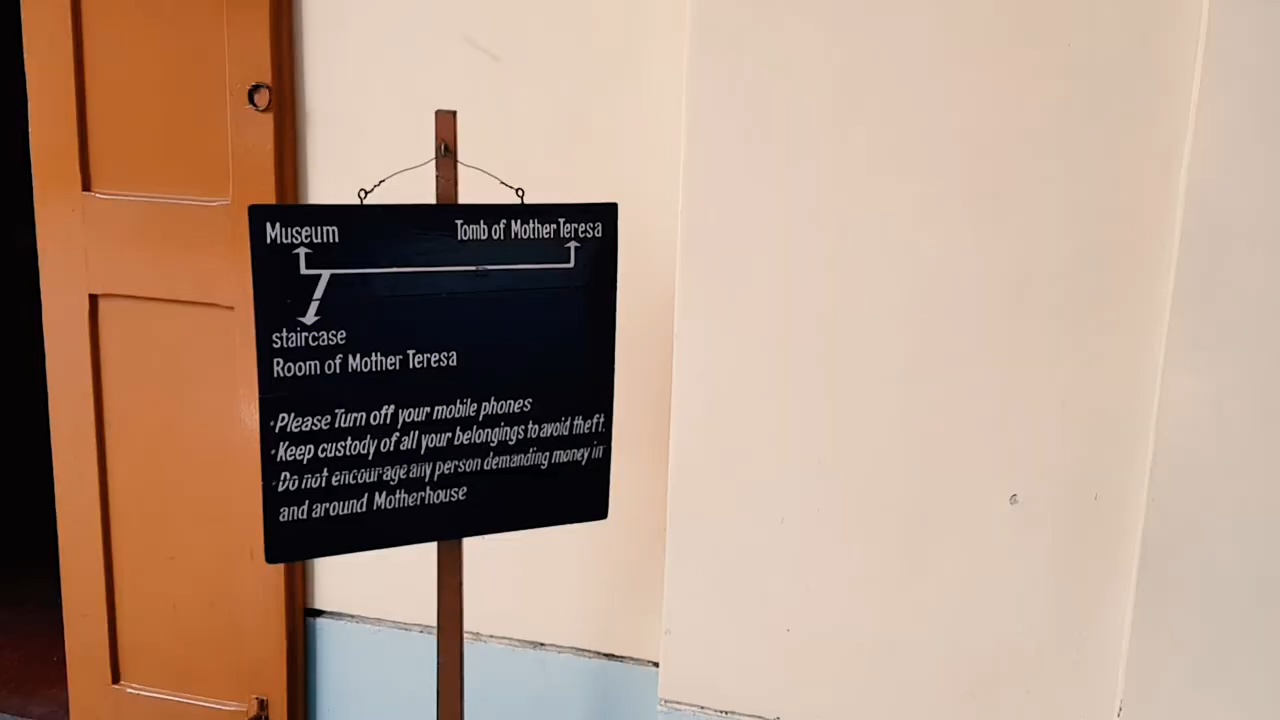 Museum Tomb of Mother Teresa
staircase
Room of Mother Teresa
·Please Turn off your mobile phones
·Keep custody of all your belongings to avoid theft.
·Do not encourage any person demanding money in
and around Motherhouse